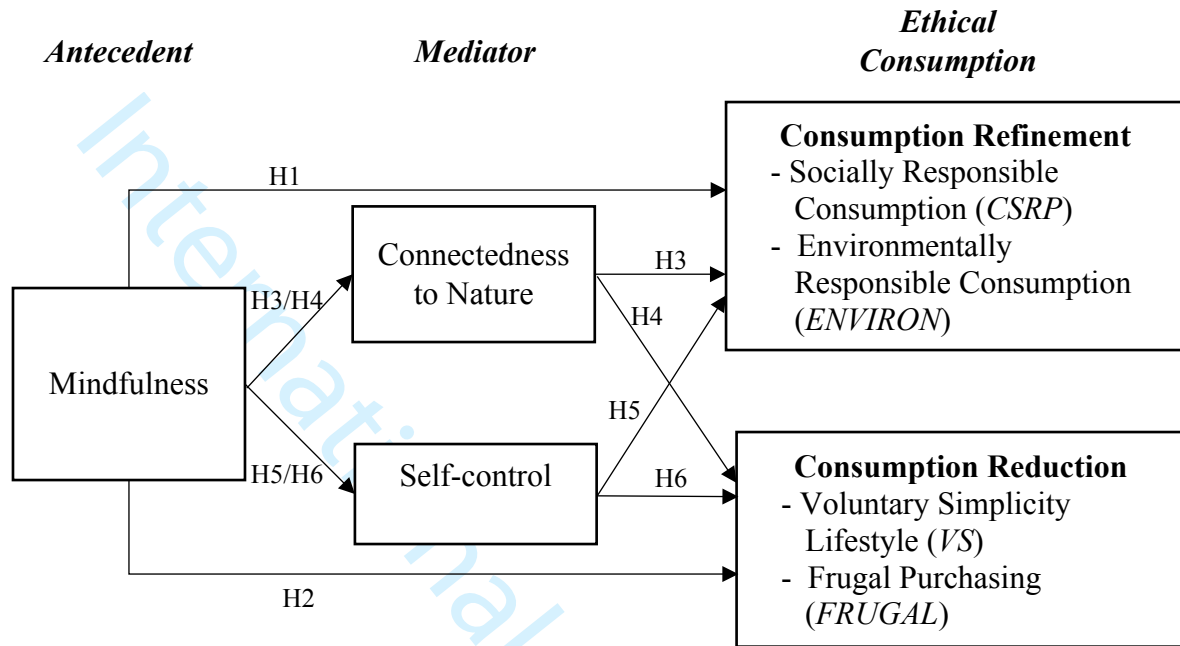 Antecedent
Mediator
Ethical
Consumption
International
H1
H3/H4
H5/H6
H2
Mindfulness
Connectedness
to Nature
Self-control
H3
H4
H5
H6
Consumption Refinement
- Socially Responsible
Consumption (CSRP)
- Environmentally
Responsible Consumption
(ENVIRON)
Consumption Reduction
- Voluntary Simplicity
Lifestyle (VS)
- Frugal Purchasing
(FRUGAL)